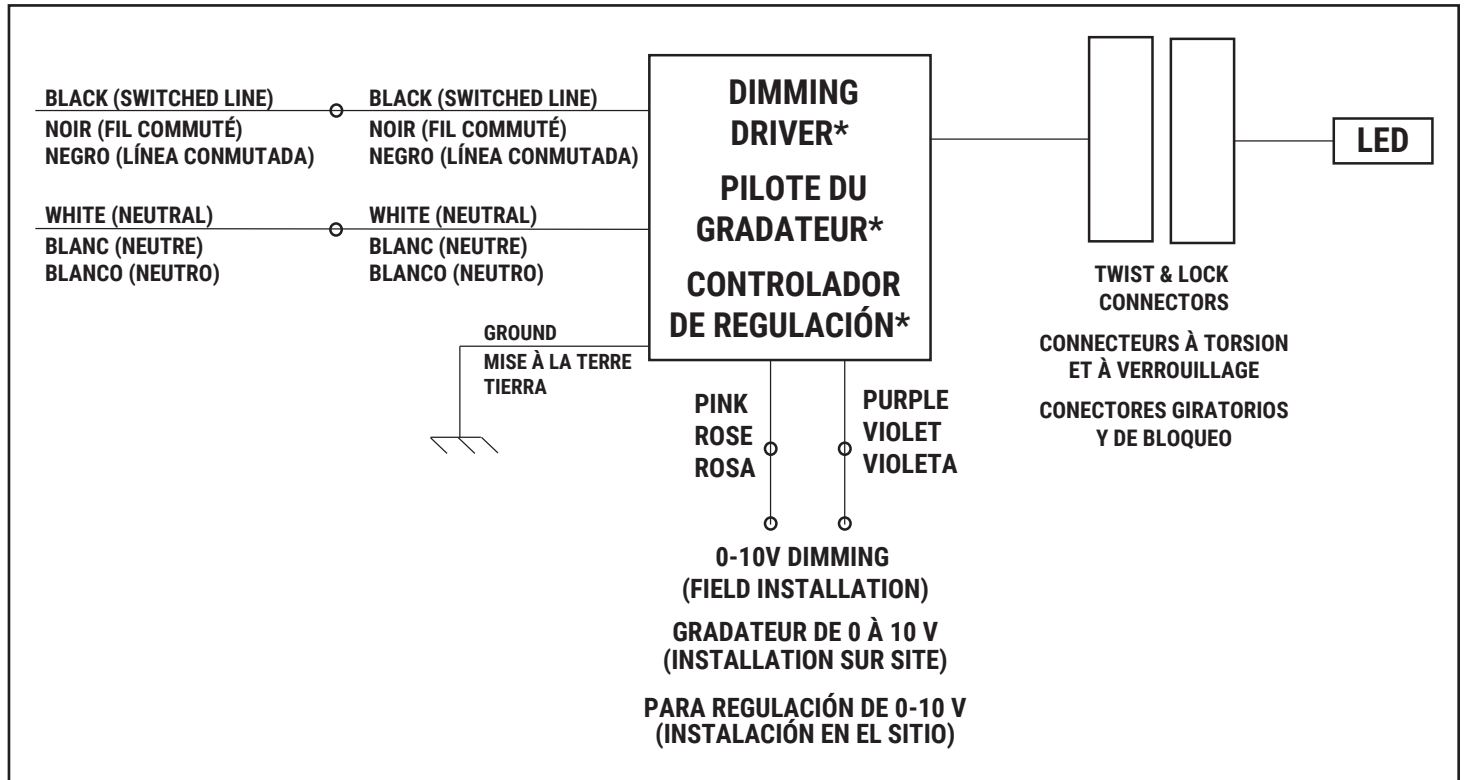 BLACK (SWITCHED LINE)
NOIR (FIL COMMUTÉ)
NEGRO (LÍNEA CONMUTADA)
BLACK (SWITCHED LINE)
NOIR (FIL COMMUTÉ)
NEGRO (LÍNEA CONMUTADA)
WHITE (NEUTRAL)
BLANC (NEUTRE)
BLANCO (NEUTRO)
WHITE (NEUTRAL)
BLANC (NEUTRE)
BLANCO (NEUTRO)
GROUND
MISE À LA TERRE
TIERRA
DIMMING
DRIVER*
PILOTE DU
GRADATEUR*
CONTROLADOR
DE REGULACIÓN*
PINK
ROSE
ROSA
PURPLE
VIOLET
VIOLETA
0-10V DIMMING
(FIELD INSTALLATION)
GRADATEUR DE 0 À 10 V
(INSTALLATION SUR SITE)
PARA REGULACIÓN DE 0-10 V
(INSTALACIÓN EN EL SITIO)
TWIST & LOCK
CONNECTORS
CONNECTEURS À TORSION
ET À VERROUILLAGE
CONECTORES GIRATORIOS
Y DE BLOQUEO
LED